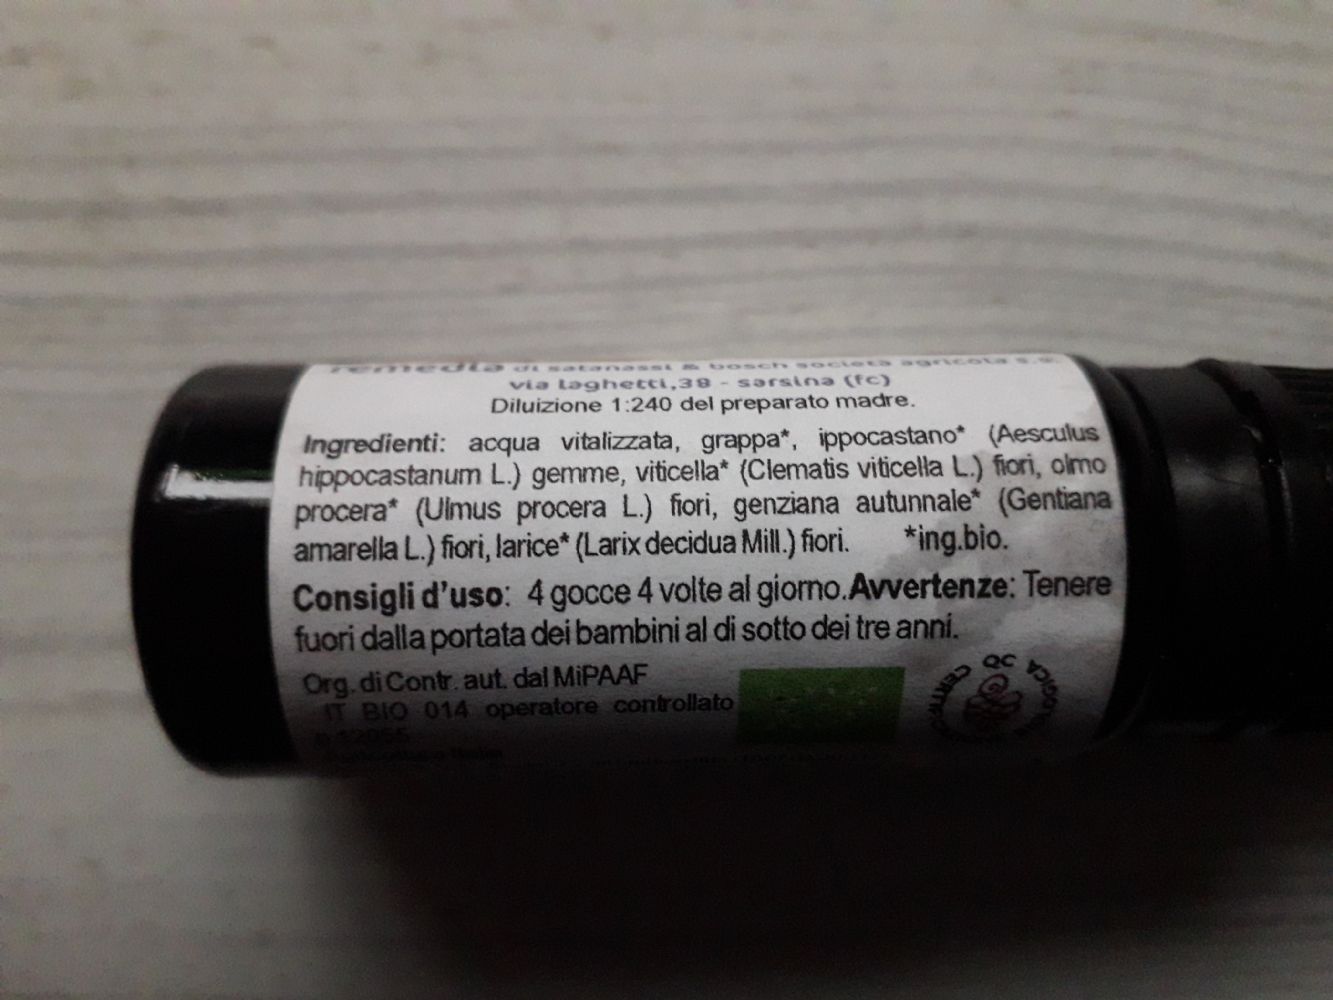 remedia di satanassi & bosch società agricola s.s.
via laghetti,38 - sarsina (fc)
Diluizione 1:240 del preparato madre.
Ingredienti: acqua vitalizzata, grappa*, ippocastano* (Aesculus
hippocastanum L.) gemme, viticella* (Clematis viticella L.) fiori, olmo
procera* (Ulmus procera L.) fiori, genziana autunnale* (Gentiana
amarella L.) fiori, larice* (Larix decidua Mill.) fiori. *ing.bio.
Consigli d'uso: 4 gocce 4 volte al giorno.Avvertenze: Tenere
fuori dalla portata dei bambini al di sotto dei tre anni.
Org. di Contr. aut. dal MiPAAF
IT BIO 014 operatore controllato
QC